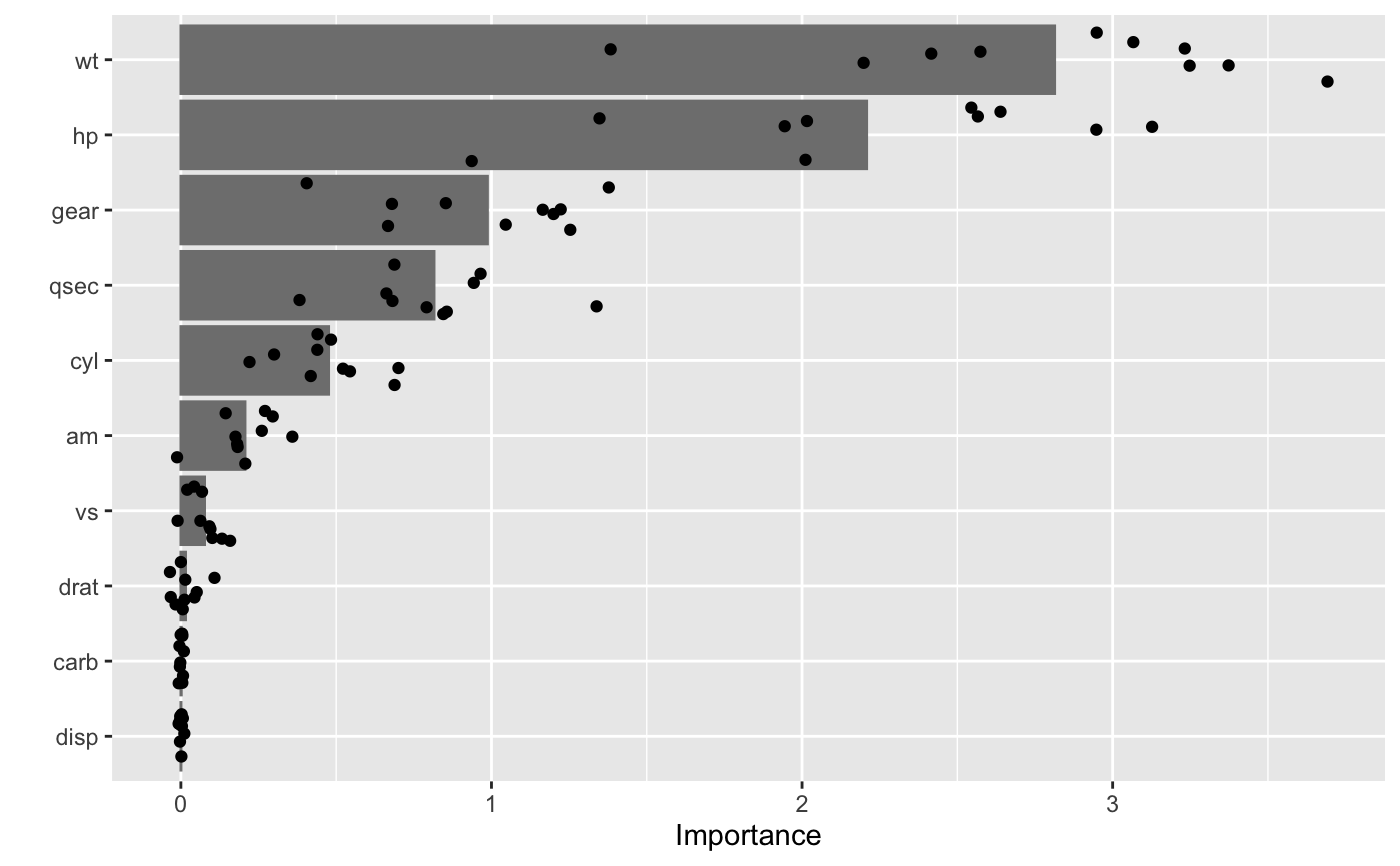 wt
hp
gear
qsec
cyl
am
vs
drat
carb
disp
0 1 2 3
Importance